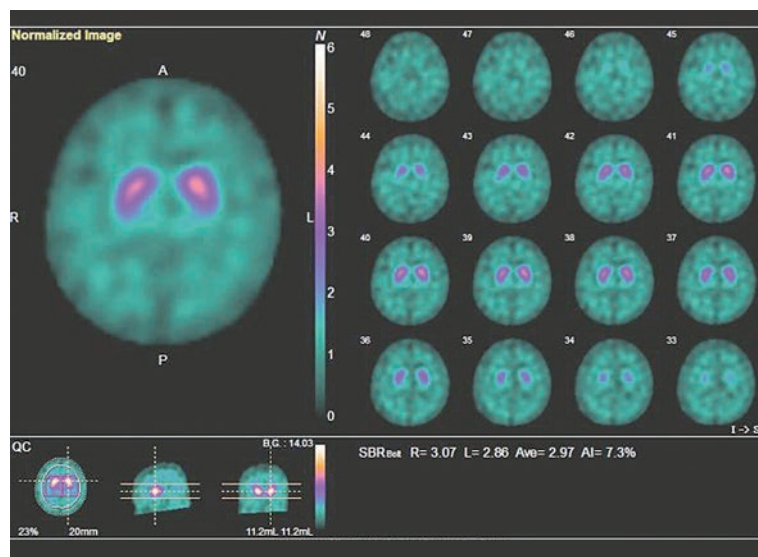 Normalized Image
N
40
A
R
L
P
6
5
4
3
2
1
0
48 47 46 45
44 43 42 41
40 39 38 37
36 35 34 33
I -> S
QC
B.G. : 14.03
23% 20mm 11.2mL 11.2mL
SBR Bolt R= 3.07 L= 2.86 Ave= 2.97 AI= 7.3%